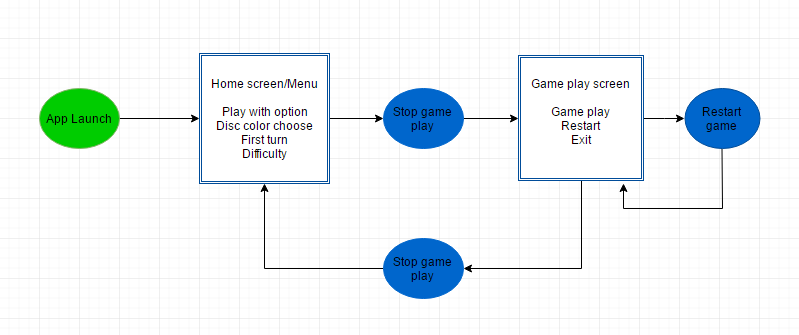 App Launch
Home screen/Menu
Play with option
Disc color choose
First turn
Difficulty
Stop game
play
Game play screen
Game play
Restart
Exit
Restart
game
Stop game
play